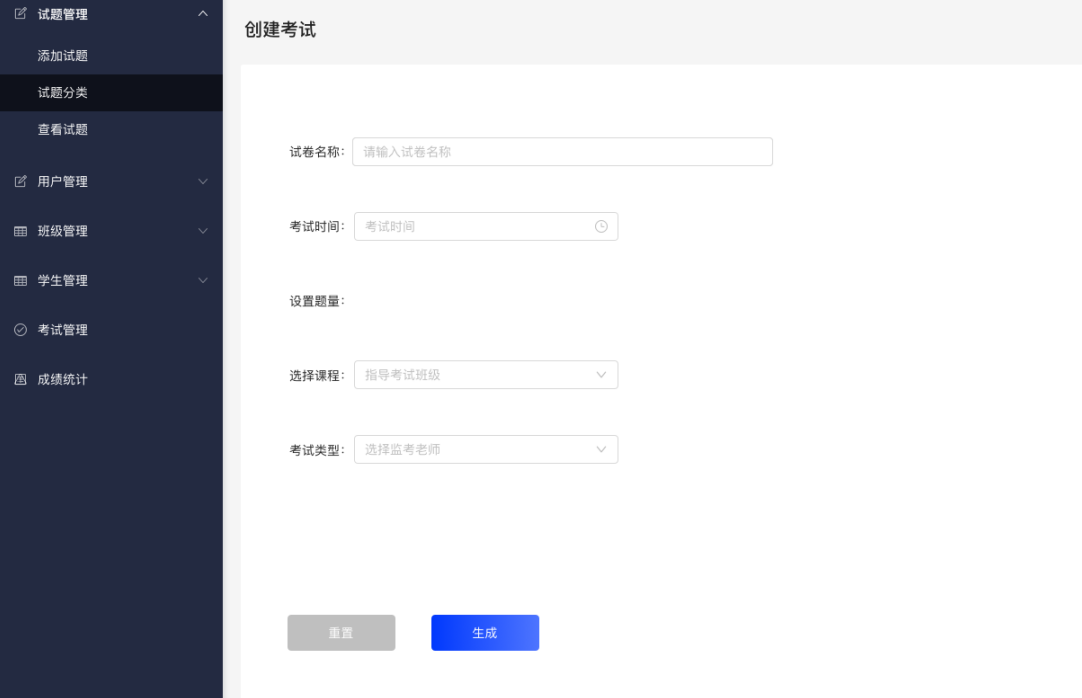 试题管理
添加试题
试题分类
查看试题
用户管理
班级管理
学生管理
考试管理
成绩统计
创建考试
试卷名称： 请输入试卷名称
考试时间： 考试时间
设置题量：
选择课程： 指导考试班级
考试类型： 选择监考老师
重置 生成